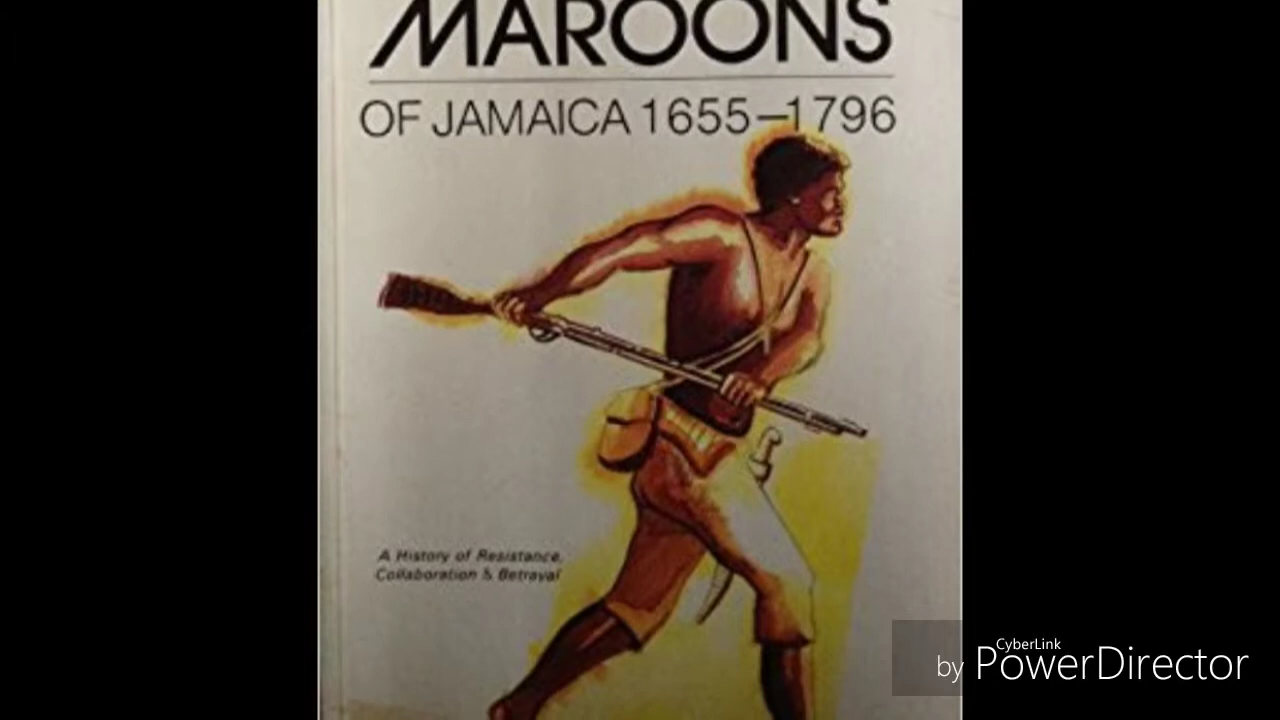 MAROONS
OF JAMAICA 1655–1796
A History of Resistance,
Collaboration & Betrayal
CyberLink
by PowerDirector